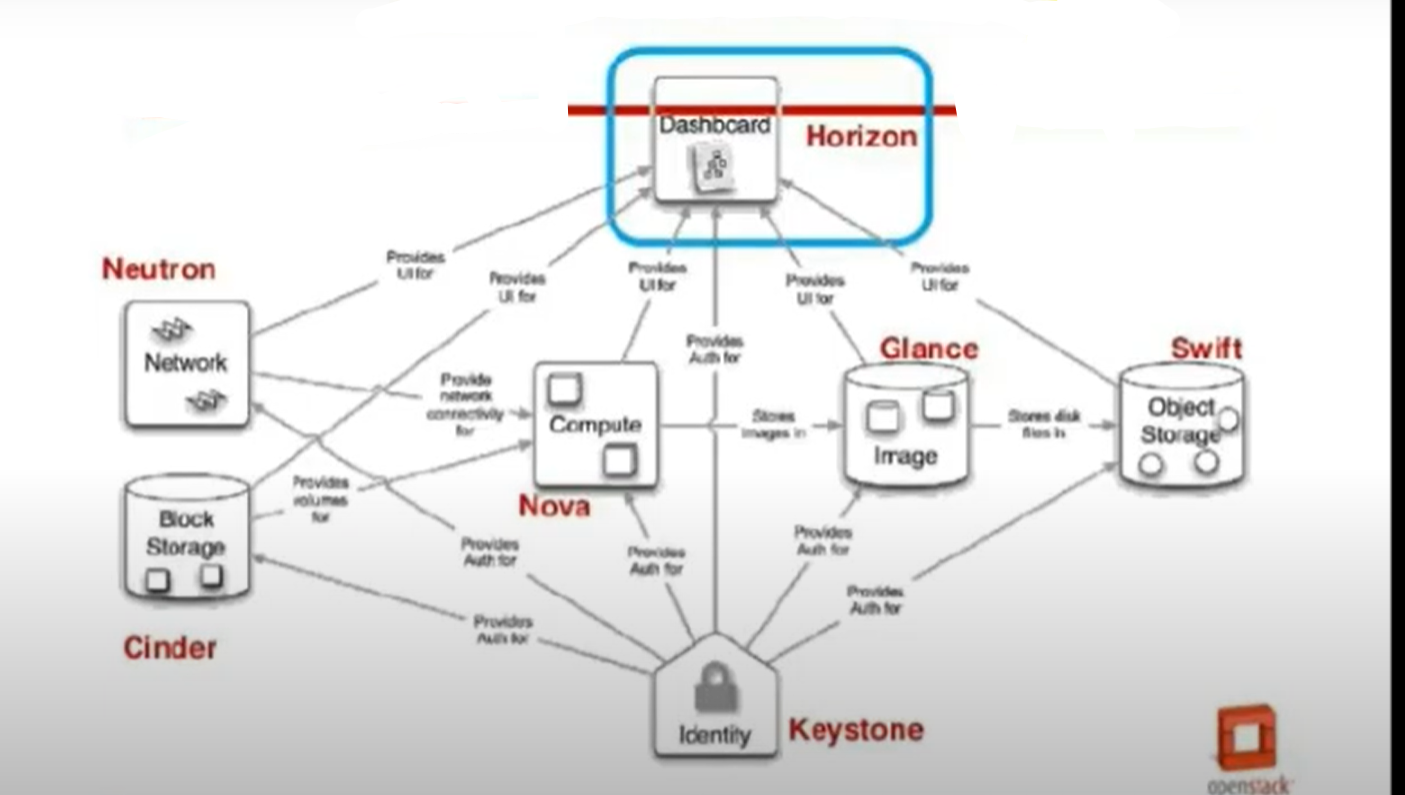 Dashboard
Horizon
Neutron
Provides
UI for
Provides
UI for
Provides
UI for
Provides
UI for
Provides
UI for
Network
Provides
Auth for
Glance
Swift
Provide
network
connectivity
for
Compute
Stores
images in
Image
Stores disk
files in
Object
Storage
Nova
Provides
volumes
for
Block
Storage
Provides
Auth for
Provides
Auth for
Provides
Auth for
Provides
Auth for
Provides
Auth for
Cinder
Identity
Keystone
openstack